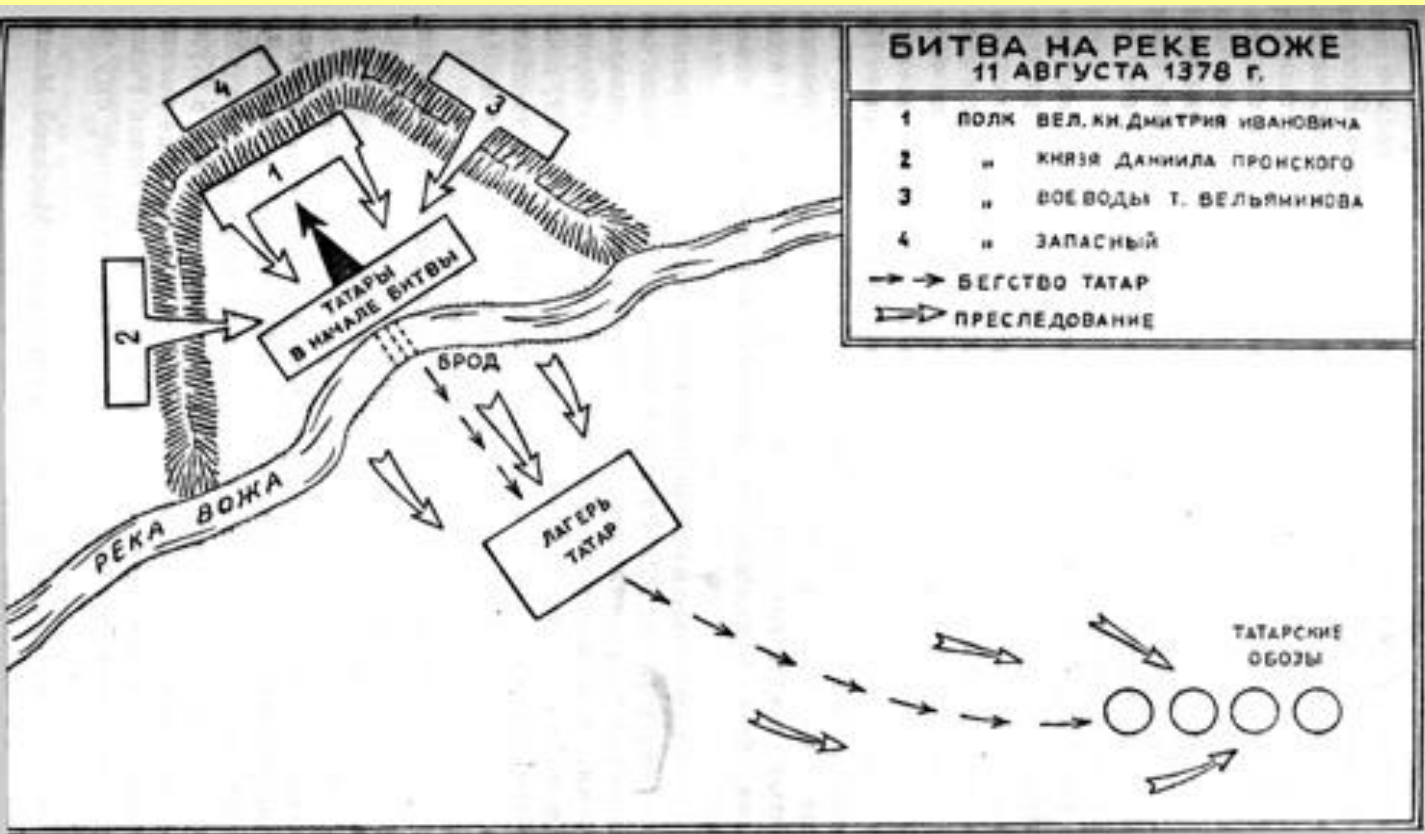 БИТВА НА РЕКЕ ВОЖЕ
11 АВГУСТА 1378 г.
1 ПОЛК ВЕЛ. КН. ДМИТРИЯ ИВАНОВИЧА
2 „ КНЯЗЯ ДАНИИЛА ПРОНСКОГО
3 „ ВОЕВОДЫ Т. ВЕЛЬЯМИНОВА
4 „ ЗАПАСНЫЙ
БЕГСТВО ТАТАР
ПРЕСЛЕДОВАНИЕ
4
3
1
2
ТАТАРЫ
В НАЧАЛЕ БИТВЫ
БРОД
РЕКА ВОЖА
ЛАГЕРЬ
ТАТАР
ТАТАРСКИЕ
ОБОЗЫ